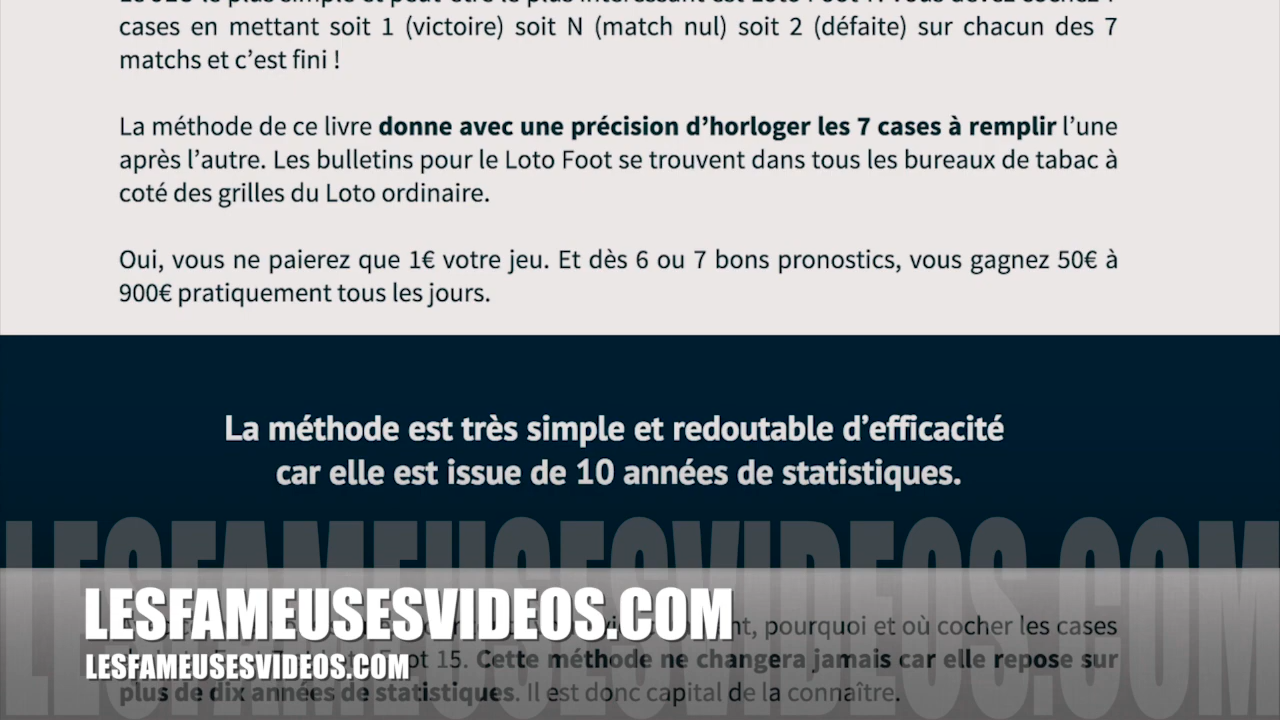 cases en mettant soit 1 (victoire) soit N (match nul) soit 2 (défaite) sur chacun des 7
matchs et c’est fini !
La méthode de ce livre donne avec une précision d’horloger les 7 cases à remplir l’une
après l’autre. Les bulletins pour le Loto Foot se trouvent dans tous les bureaux de tabac à
coté des grilles du Loto ordinaire.
Oui, vous ne paierez que 1€ votre jeu. Et dès 6 ou 7 bons pronostics, vous gagnez 50€ à
900€ pratiquement tous les jours.
La méthode est très simple et redoutable d’efficacité
car elle est issue de 10 années de statistiques.
LESFAMEUSESVIDEOS.COM
LESFAMEUSESVIDEOS.COM
pourquoi et où cocher les cases
LESFAMEUSESVIDEOS.COM
15. Cette méthode ne changera jamais car elle repose sur
plus de dix années de statistiques. Il est donc capital de la connaître.